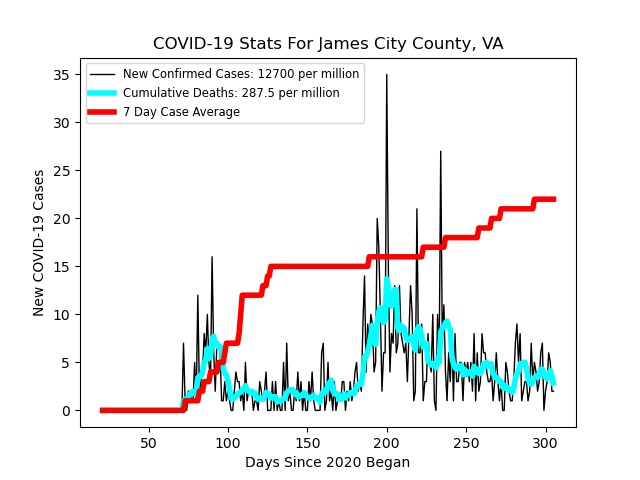 COVID-19 Stats For James City County, VA
New Confirmed Cases: 12700 per million
Cumulative Deaths: 287.5 per million
7 Day Case Average
New COVID-19 Cases
35
30
25
20
15
10
5
0
50 100 150 200 250 300
Days Since 2020 Began